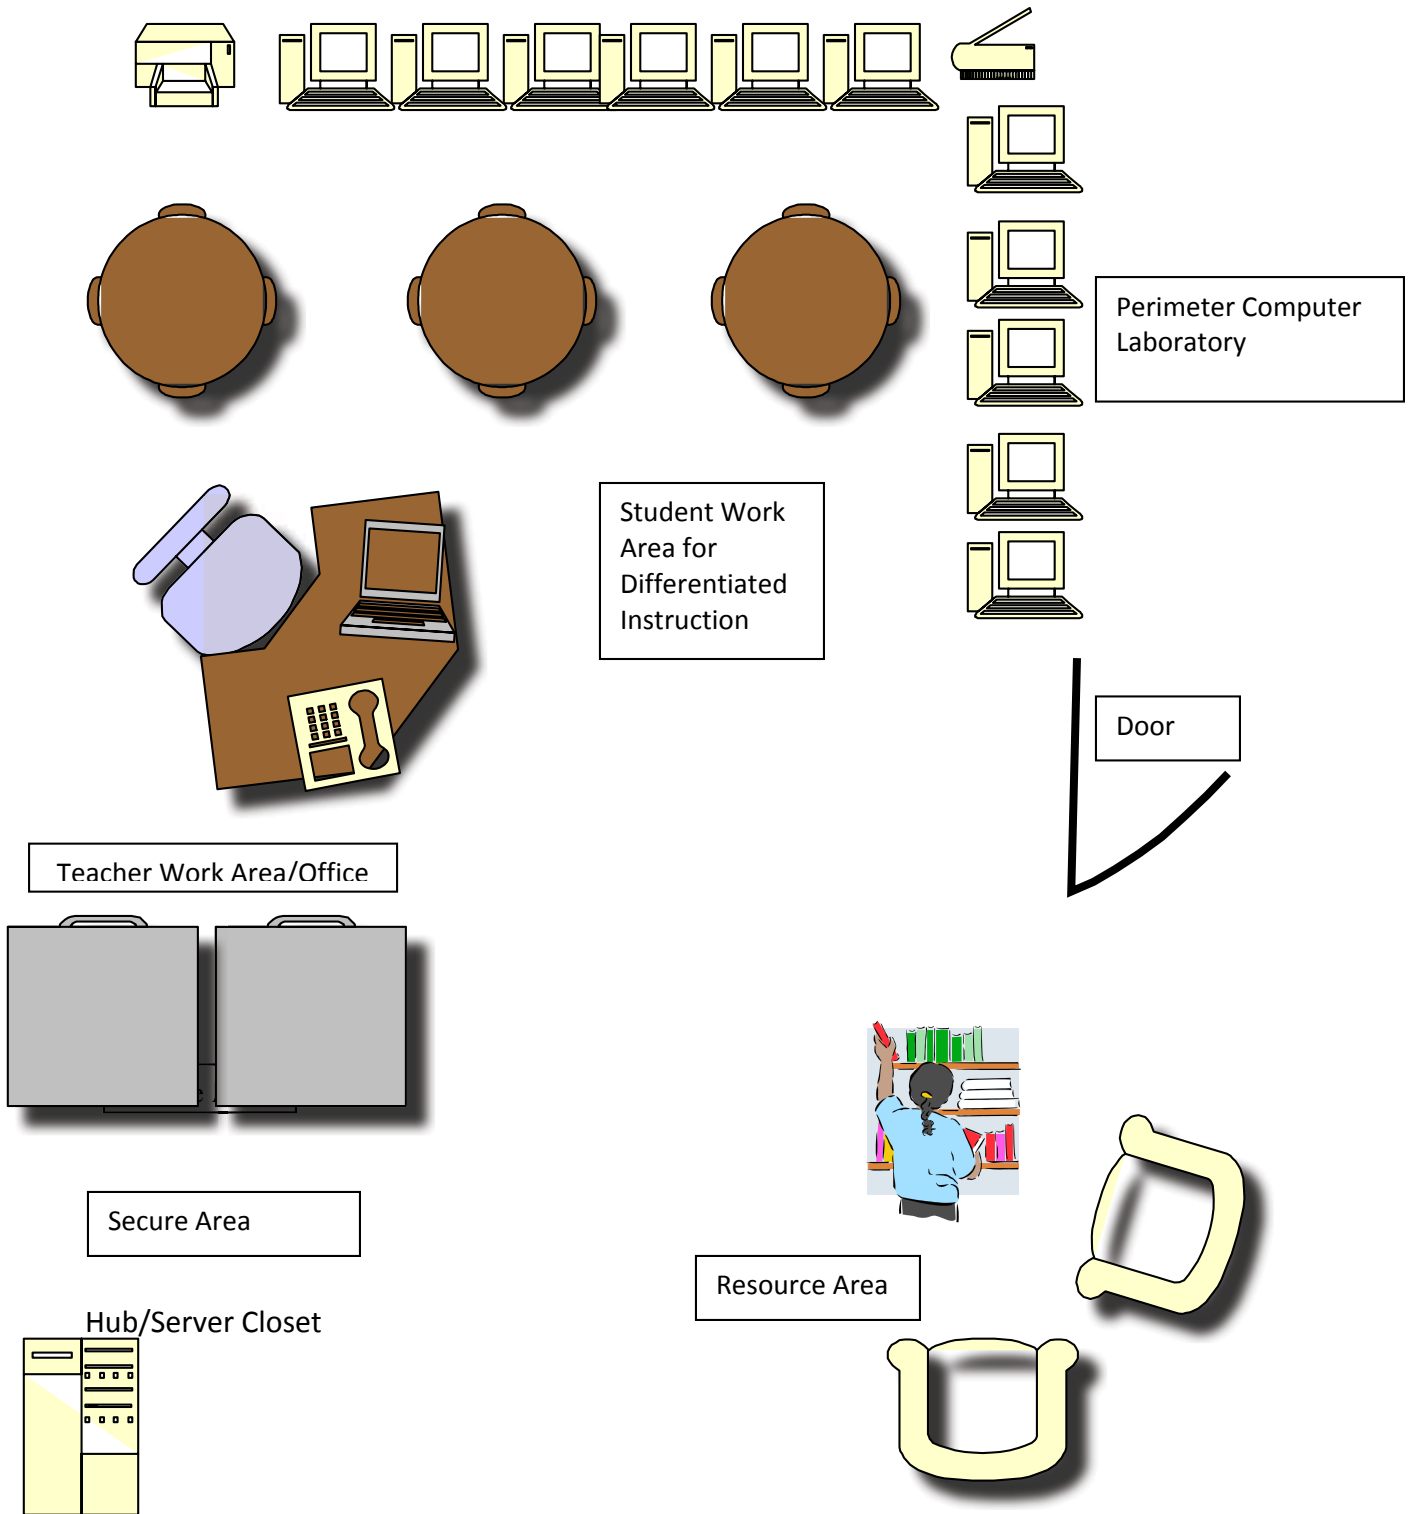 Perimeter Computer
Laboratory
Student Work
Area for
Differentiated
Instruction
Door
Teacher Work Area/Office
Secure Area
Resource Area
Hub/Server Closet